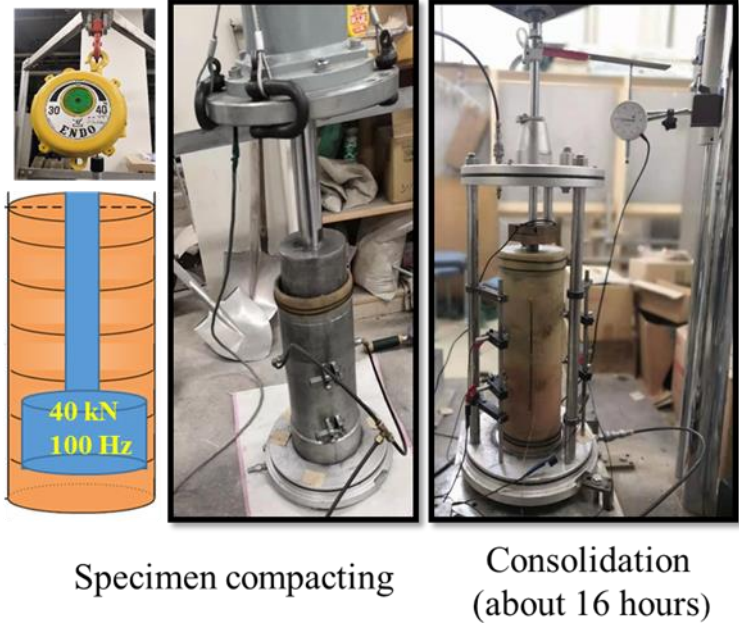 30
40
ENDO
40 kN
100 Hz
Specimen compacting
Consolidation
(about 16 hours)